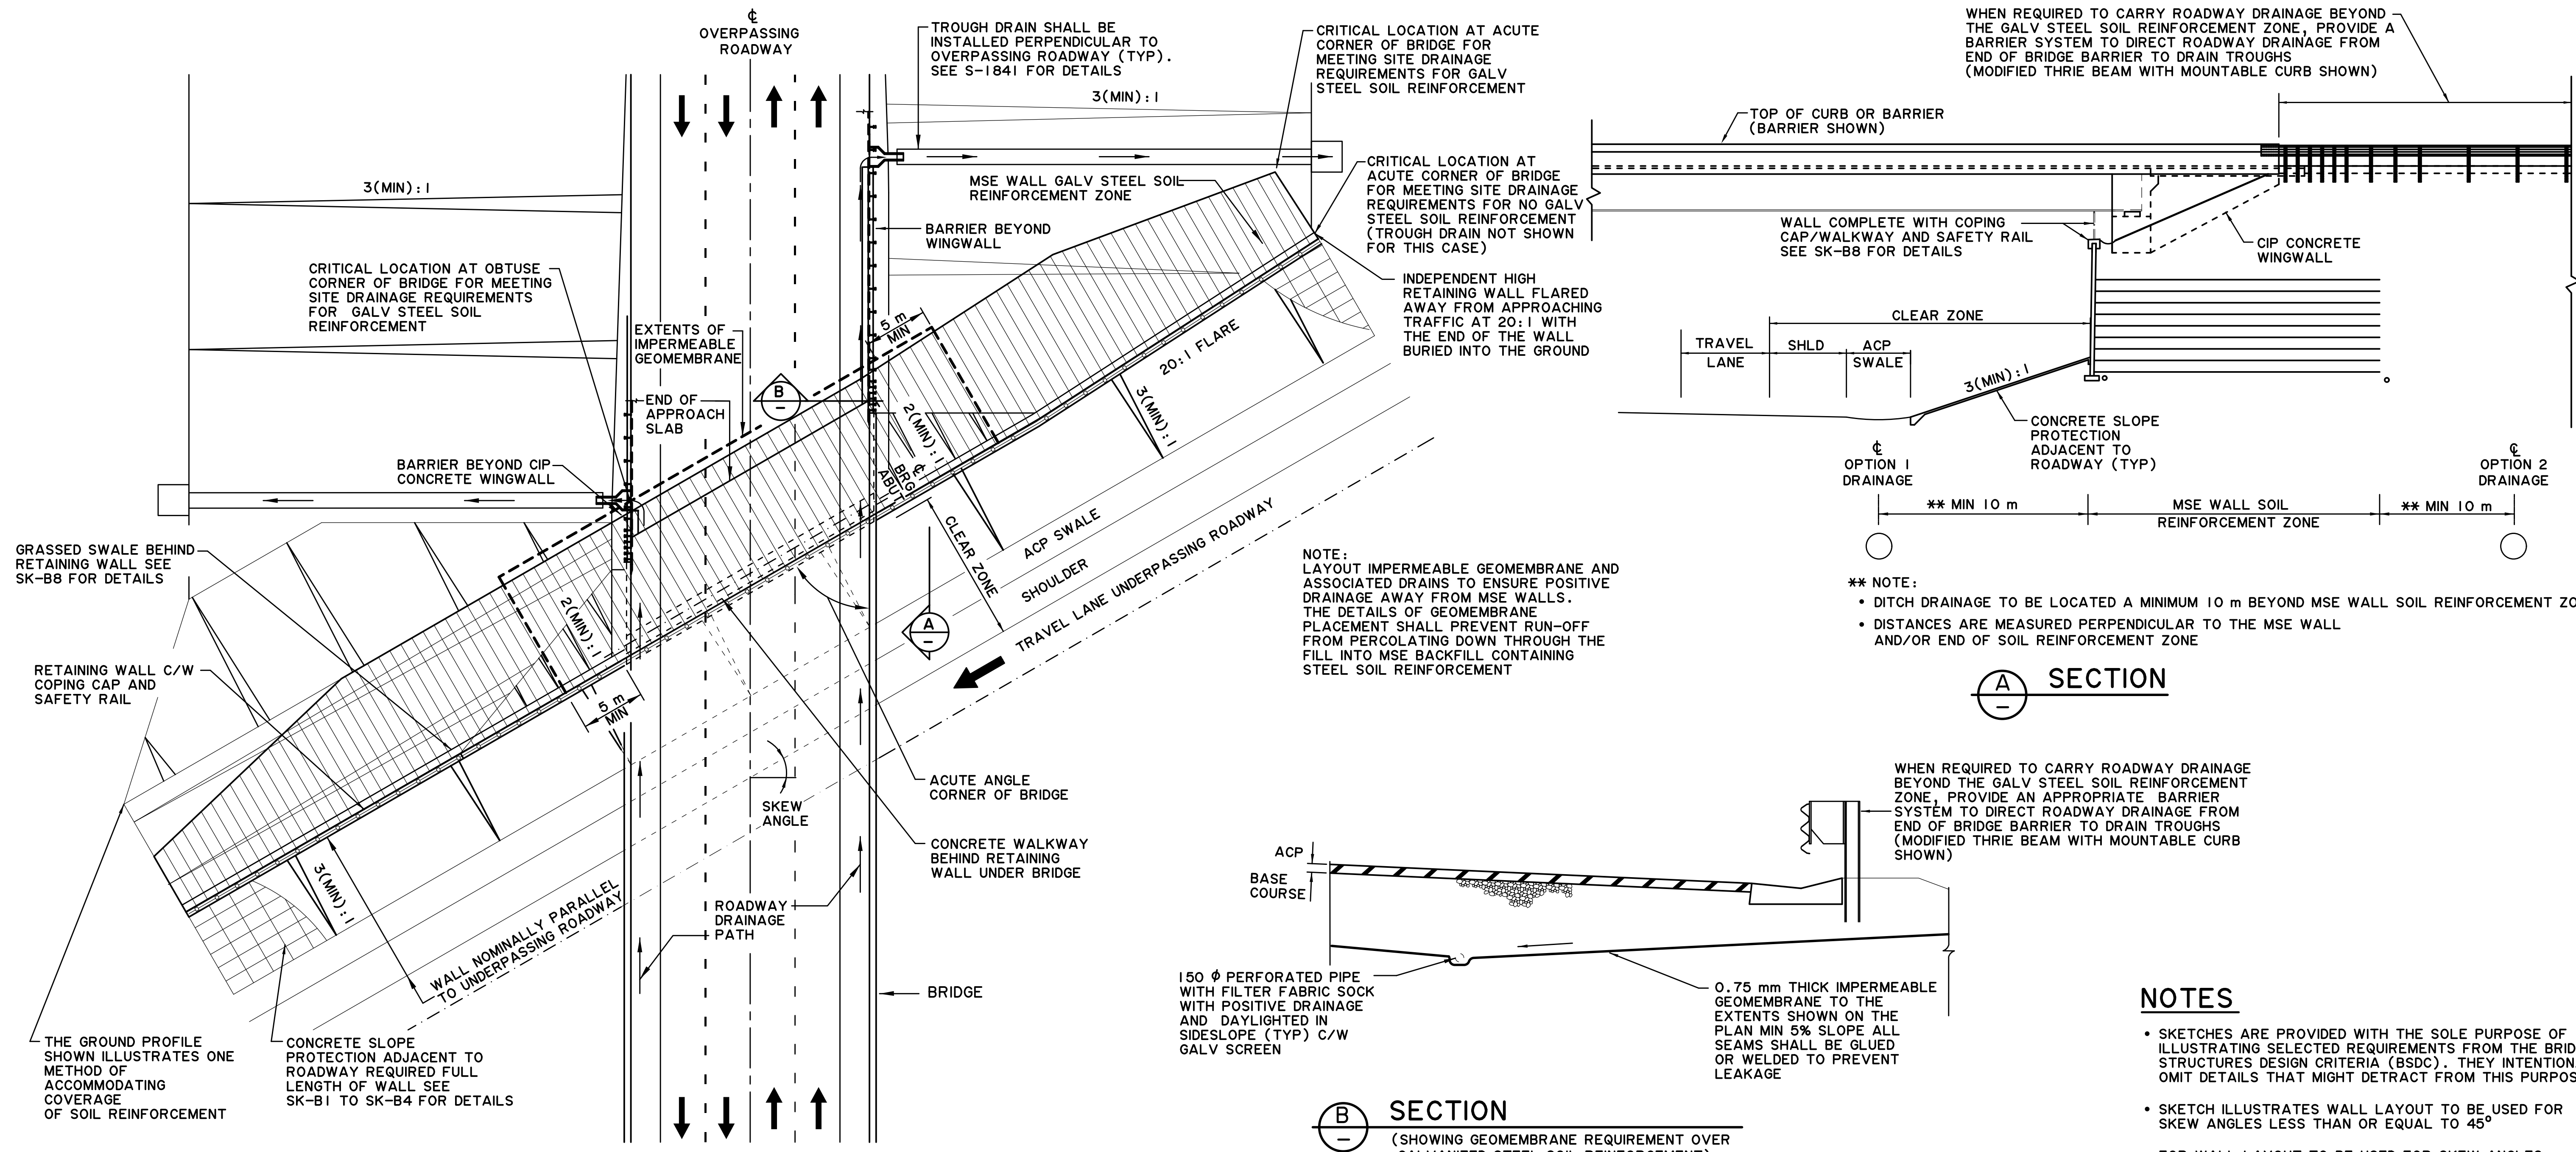 ℄
OVERPASSING
ROADWAY
TROUGH DRAIN SHALL BE
INSTALLED PERPENDICULAR TO
OVERPASSING ROADWAY (TYP).
SEE S-1841 FOR DETAILS
CRITICAL LOCATION AT ACUTE
CORNER OF BRIDGE FOR
MEETING SITE DRAINAGE
REQUIREMENTS FOR GALV
STEEL SOIL REINFORCEMENT
3(MIN):1
3(MIN):1
MSE WALL GALV STEEL SOIL
REINFORCEMENT ZONE
CRITICAL LOCATION AT
ACUTE CORNER OF BRIDGE
FOR MEETING SITE DRAINAGE
REQUIREMENTS FOR NO GALV
STEEL SOIL REINFORCEMENT
(TROUGH DRAIN NOT SHOWN
FOR THIS CASE)
BARRIER BEYOND
WINGWALL
CRITICAL LOCATION AT OBTUSE
CORNER OF BRIDGE FOR MEETING
SITE DRAINAGE REQUIREMENTS
FOR GALV STEEL SOIL
REINFORCEMENT
INDEPENDENT HIGH
RETAINING WALL FLARED
AWAY FROM APPROACHING
TRAFFIC AT 20:1 WITH
THE END OF THE WALL
BURIED INTO THE GROUND
EXTENTS OF
IMPERMEABLE
GEOMEMBRANE
5 m
MIN
20:1 FLARE
B
-
END OF
APPROACH
SLAB
2(MIN):1
3(MIN):1
BARRIER BEYOND CIP
CONCRETE WINGWALL
℄
BRG
ABUT
CLEAR ZONE
ACP SWALE
SHOULDER
TRAVEL LANE UNDERPASSING ROADWAY
GRASSED SWALE BEHIND
RETAINING WALL SEE
SK-B8 FOR DETAILS
2(MIN):1
A
-
RETAINING WALL C/W
COPING CAP AND
SAFETY RAIL
5 m
MIN
SKEW
ANGLE
ACUTE ANGLE
CORNER OF BRIDGE
CONCRETE WALKWAY
BEHIND RETAINING
WALL UNDER BRIDGE
3(MIN):1
WALL NOMINALLY PARALLEL
TO UNDERPASSING ROADWAY
ROADWAY
DRAINAGE
PATH
BRIDGE
THE GROUND PROFILE
SHOWN ILLUSTRATES ONE
METHOD OF
ACCOMMODATING
COVERAGE
OF SOIL REINFORCEMENT
CONCRETE SLOPE
PROTECTION ADJACENT TO
ROADWAY REQUIRED FULL
LENGTH OF WALL SEE
SK-B1 TO SK-B4 FOR DETAILS
NOTE:
LAYOUT IMPERMEABLE GEOMEMBRANE AND
ASSOCIATED DRAINS TO ENSURE POSITIVE
DRAINAGE AWAY FROM MSE WALLS.
THE DETAILS OF GEOMEMBRANE
PLACEMENT SHALL PREVENT RUN-OFF
FROM PERCOLATING DOWN THROUGH THE
FILL INTO MSE BACKFILL CONTAINING
STEEL SOIL REINFORCEMENT
WHEN REQUIRED TO CARRY ROADWAY DRAINAGE BEYOND
THE GALV STEEL SOIL REINFORCEMENT ZONE, PROVIDE A
BARRIER SYSTEM TO DIRECT ROADWAY DRAINAGE FROM
END OF BRIDGE BARRIER TO DRAIN TROUGHS
(MODIFIED THRIE BEAM WITH MOUNTABLE CURB SHOWN)
TOP OF CURB OR BARRIER
(BARRIER SHOWN)
WALL COMPLETE WITH COPING
CAP/WALKWAY AND SAFETY RAIL
SEE SK-B8 FOR DETAILS
CIP CONCRETE
WINGWALL
CLEAR ZONE
TRAVEL
LANE
SHLD
ACP
SWALE
3(MIN):1
CONCRETE SLOPE
PROTECTION
ADJACENT TO
ROADWAY (TYP)
℄
OPTION 1
DRAINAGE
℄
OPTION 2
DRAINAGE
** MIN 10 m
MSE WALL SOIL
REINFORCEMENT ZONE
** MIN 10 m
** NOTE:
• DITCH DRAINAGE TO BE LOCATED A MINIMUM 10 m BEYOND MSE WALL SOIL REINFORCEMENT ZO
• DISTANCES ARE MEASURED PERPENDICULAR TO THE MSE WALL
AND/OR END OF SOIL REINFORCEMENT ZONE
A
-
SECTION
WHEN REQUIRED TO CARRY ROADWAY DRAINAGE
BEYOND THE GALV STEEL SOIL REINFORCEMENT
ZONE, PROVIDE AN APPROPRIATE BARRIER
SYSTEM TO DIRECT ROADWAY DRAINAGE FROM
END OF BRIDGE BARRIER TO DRAIN TROUGHS
(MODIFIED THRIE BEAM WITH MOUNTABLE CURB
SHOWN)
ACP
BASE
COURSE
150 Ø PERFORATED PIPE
WITH FILTER FABRIC SOCK
WITH POSITIVE DRAINAGE
AND DAYLIGHTED IN
SIDESLOPE (TYP) C/W
GALV SCREEN
0.75 mm THICK IMPERMEABLE
GEOMEMBRANE TO THE
EXTENTS SHOWN ON THE
PLAN MIN 5% SLOPE ALL
SEAMS SHALL BE GLUED
OR WELDED TO PREVENT
LEAKAGE
B
-
SECTION
(SHOWING GEOMEMBRANE REQUIREMENT OVER
NOTES
• SKETCHES ARE PROVIDED WITH THE SOLE PURPOSE OF
ILLUSTRATING SELECTED REQUIREMENTS FROM THE BRID
STRUCTURES DESIGN CRITERIA (BSDC). THEY INTENTION
OMIT DETAILS THAT MIGHT DETRACT FROM THIS PURPOS
• SKETCH ILLUSTRATES WALL LAYOUT TO BE USED FOR
SKEW ANGLES LESS THAN OR EQUAL TO 45°